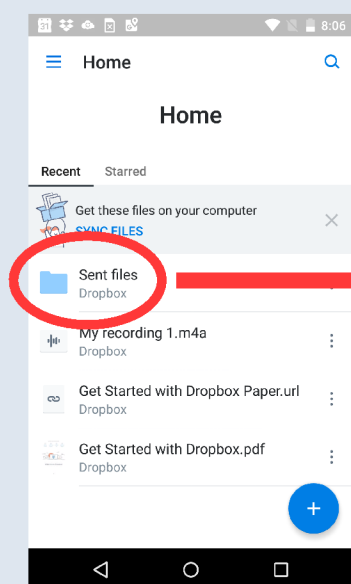 31
8:06
Home
Home
Recent
Starred
Get these files on your computer
SYNC FILES
Sent files
Dropbox
My recording 1.m4a
Dropbox
Get Started with Dropbox Paper.url
Dropbox
Get Started with Dropbox.pdf
Dropbox